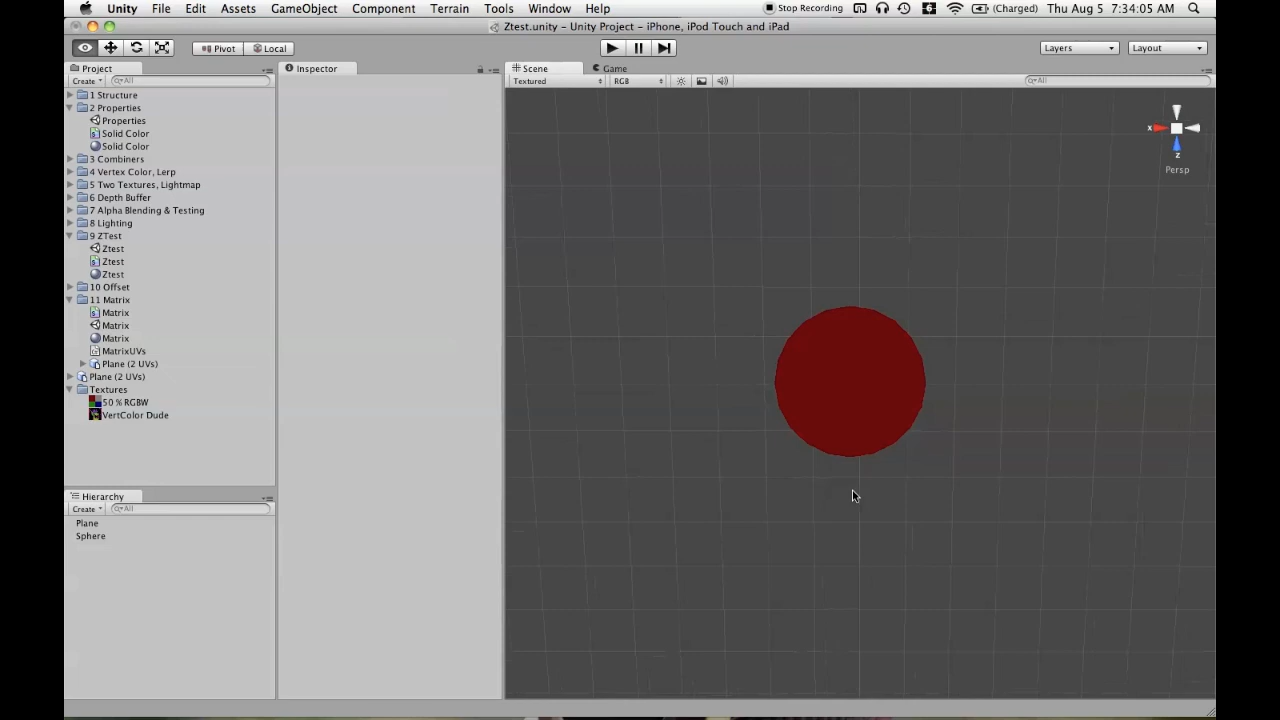 Unity File Edit Assets GameObject Component Terrain Tools Window Help Stop Recording 6 (Charged) Thu Aug 5 7:34:05 AM
Ztest.unity – Unity Project – iPhone, iPod Touch and iPad
Pivot Local Layers Layout
Project Inspector Scene Game
Create All Textured RGB All
1 Structure
2 Properties
Properties
Solid Color
Solid Color
3 Combiners
4 Vertex Color, Lerp
5 Two Textures, Lightmap
6 Depth Buffer
7 Alpha Blending & Testing
8 Lighting
9 ZTest
Ztest
Ztest
Ztest
10 Offset
11 Matrix
Matrix
Matrix
Matrix
MatrixUVs
Plane (2 UVs)
Plane (2 UVs)
Textures
50 % RGBW
VertColor Dude
x
z
Persp
Hierarchy
Create All
Plane
Sphere